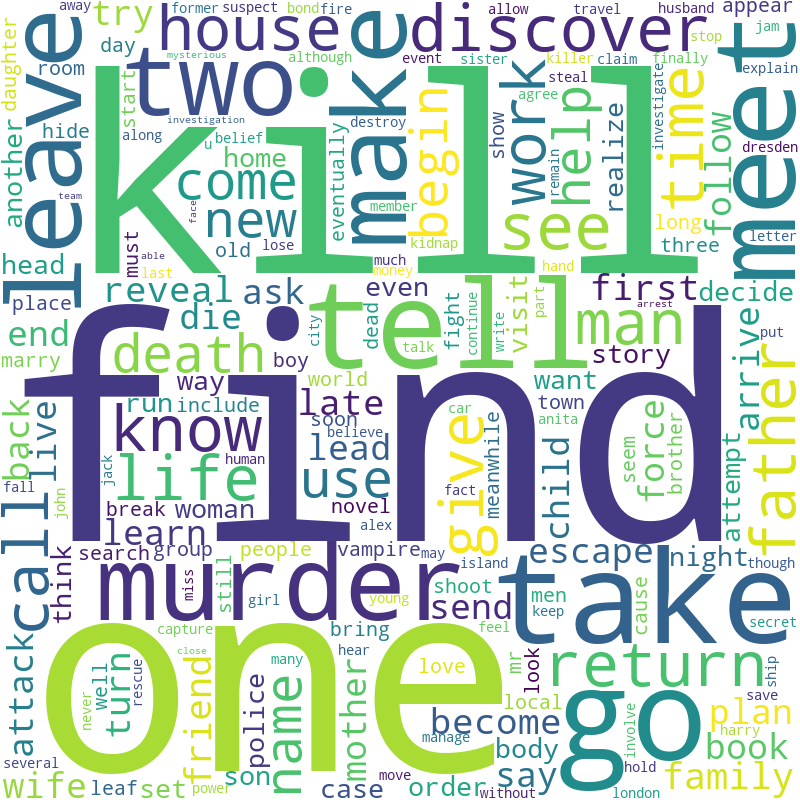 away
former
suspect
bond
fire
allow
travel
husband
try
house
discover
appear
mysterious
although
event
sister
killer
claim
finally
stop
jam
day
two
kill
make
leave
meet
daughter
room
steal
explain
start
investigation
agree
time
investigate
hide
along
u
belief
destroy
show
work
help
dresden
another
home
eventually
begin
realize
follow
team
come
member
remain
letter
face
new
see
must
old
lose
kidnap
long
three
able
much
head
last
money
hand
place
reveal
ask
even
first
decide
end
die
tell
man
city
dead
fight
continue
write
visit
part
arrest
put
marry
death
boy
talk
story
arrive
father
back
way
world
want
live
run
include
late
car
town
anita
find
know
soon
give
force
seem
brother
call
lead
believe
meanwhile
child
attempt
life
use
human
jack
fall
john
break
woman
novel
alex
fact
learn
think
search
group
people
vampire
may
island
escape
night
though
murder
still
miss
girl
young
shoot
men
take
send
keep
cause
secret
capture
bring
feel
one
close
hear
look
mr
return
attack
well
turn
never
rescue
friend
many
name
mother
love
local
ship
police
become
go
save
manage
body
involve
plan
harry
book
son
say
hold
family
wife
leaf
set
power
case
move
order
several
without
london